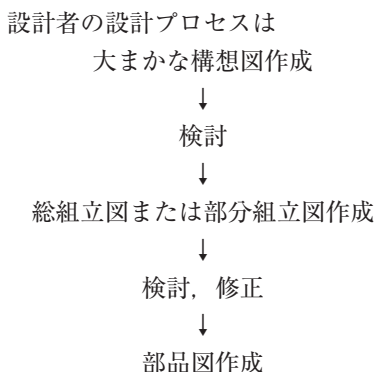 設計者の設計プロセスは
大まかな構想図作成
↓
検討
↓
総組立図または部分組立図作成
↓
検討，修正
↓
部品図作成